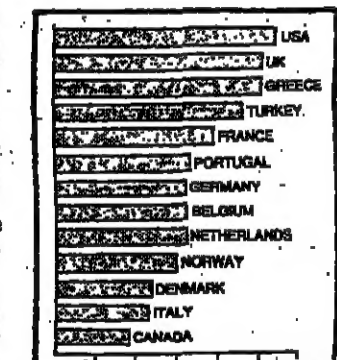 USA
UK
GREECE
TURKEY
FRANCE
PORTUGAL
GERMANY
BELGIUM
NETHERLANDS
NORWAY
DENMARK
ITALY
CANADA